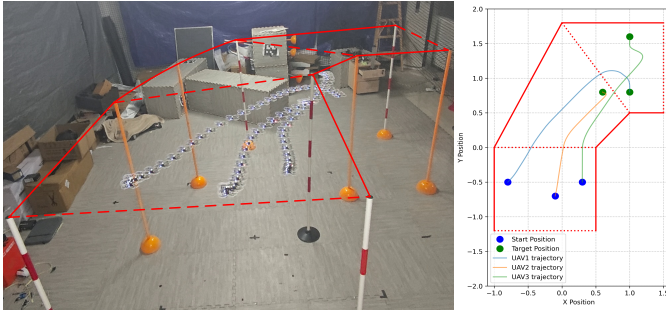 2.0
1.5
1.0
0.5
0.0
−0.5
−1.0
−1.5
−2.0
Y Position
Start Position
Target Position
UAV1 trajectory
UAV2 trajectory
UAV3 trajectory
−1.0
−0.5
0.0
0.5
1.0
1.5
X Position